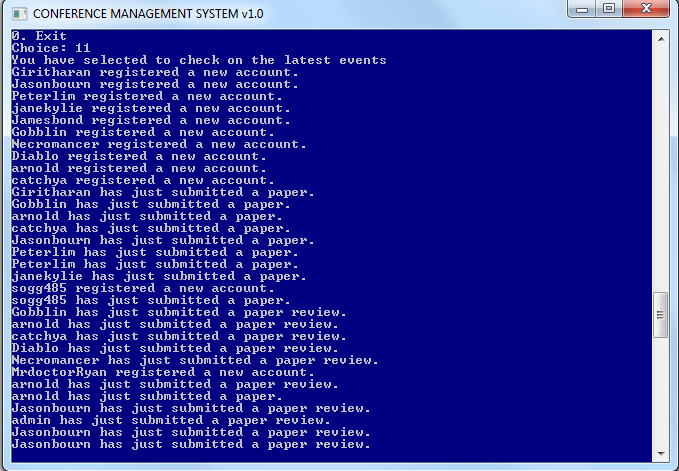 CONFERENCE MANAGEMENT SYSTEM v1.0
0. Exit
Choice: 11
You have selected to check on the latest events
Giritharan registered a new account.
Jasonbourn registered a new account.
Peterlim registered a new account.
janekylie registered a new account.
Jamesbond registered a new account.
Gobblin registered a new account.
Necromancer registered a new account.
Diablo registered a new account.
arnold registered a new account.
catchya registered a new account.
Giritharan has just submitted a paper.
Gobblin has just submitted a paper.
arnold has just submitted a paper.
catchya has just submitted a paper.
Jasonbourn has just submitted a paper.
Peterlim has just submitted a paper.
Peterlim has just submitted a paper.
janekylie has just submitted a paper.
sogg485 registered a new account.
sogg485 has just submitted a paper.
Gobblin has just submitted a paper review.
arnold has just submitted a paper review.
catchya has just submitted a paper review.
Diablo has just submitted a paper review.
Necromancer has just submitted a paper review.
MrdoctorRyan registered a new account.
arnold has just submitted a paper review.
arnold has just submitted a paper.
Jasonbourn has just submitted a paper review.
admin has just submitted a paper review.
Jasonbourn has just submitted a paper review.
Jasonbourn has just submitted a paper review.